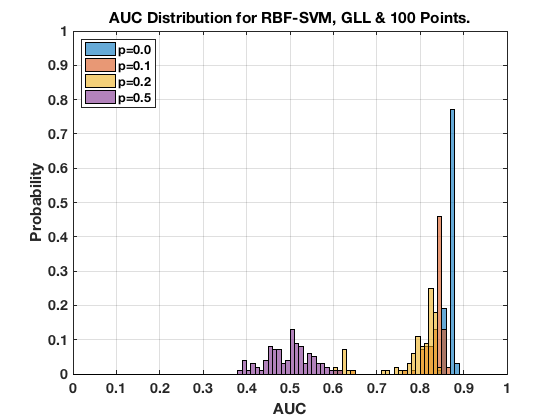 AUC Distribution for RBF-SVM, GLL & 100 Points.
1
0.9
0.8
0.7
0.6
0.5
0.4
0.3
0.2
0.1
0
Probability
p=0.0
p=0.1
p=0.2
p=0.5
0 0.1 0.2 0.3 0.4 0.5 0.6 0.7 0.8 0.9 1
AUC